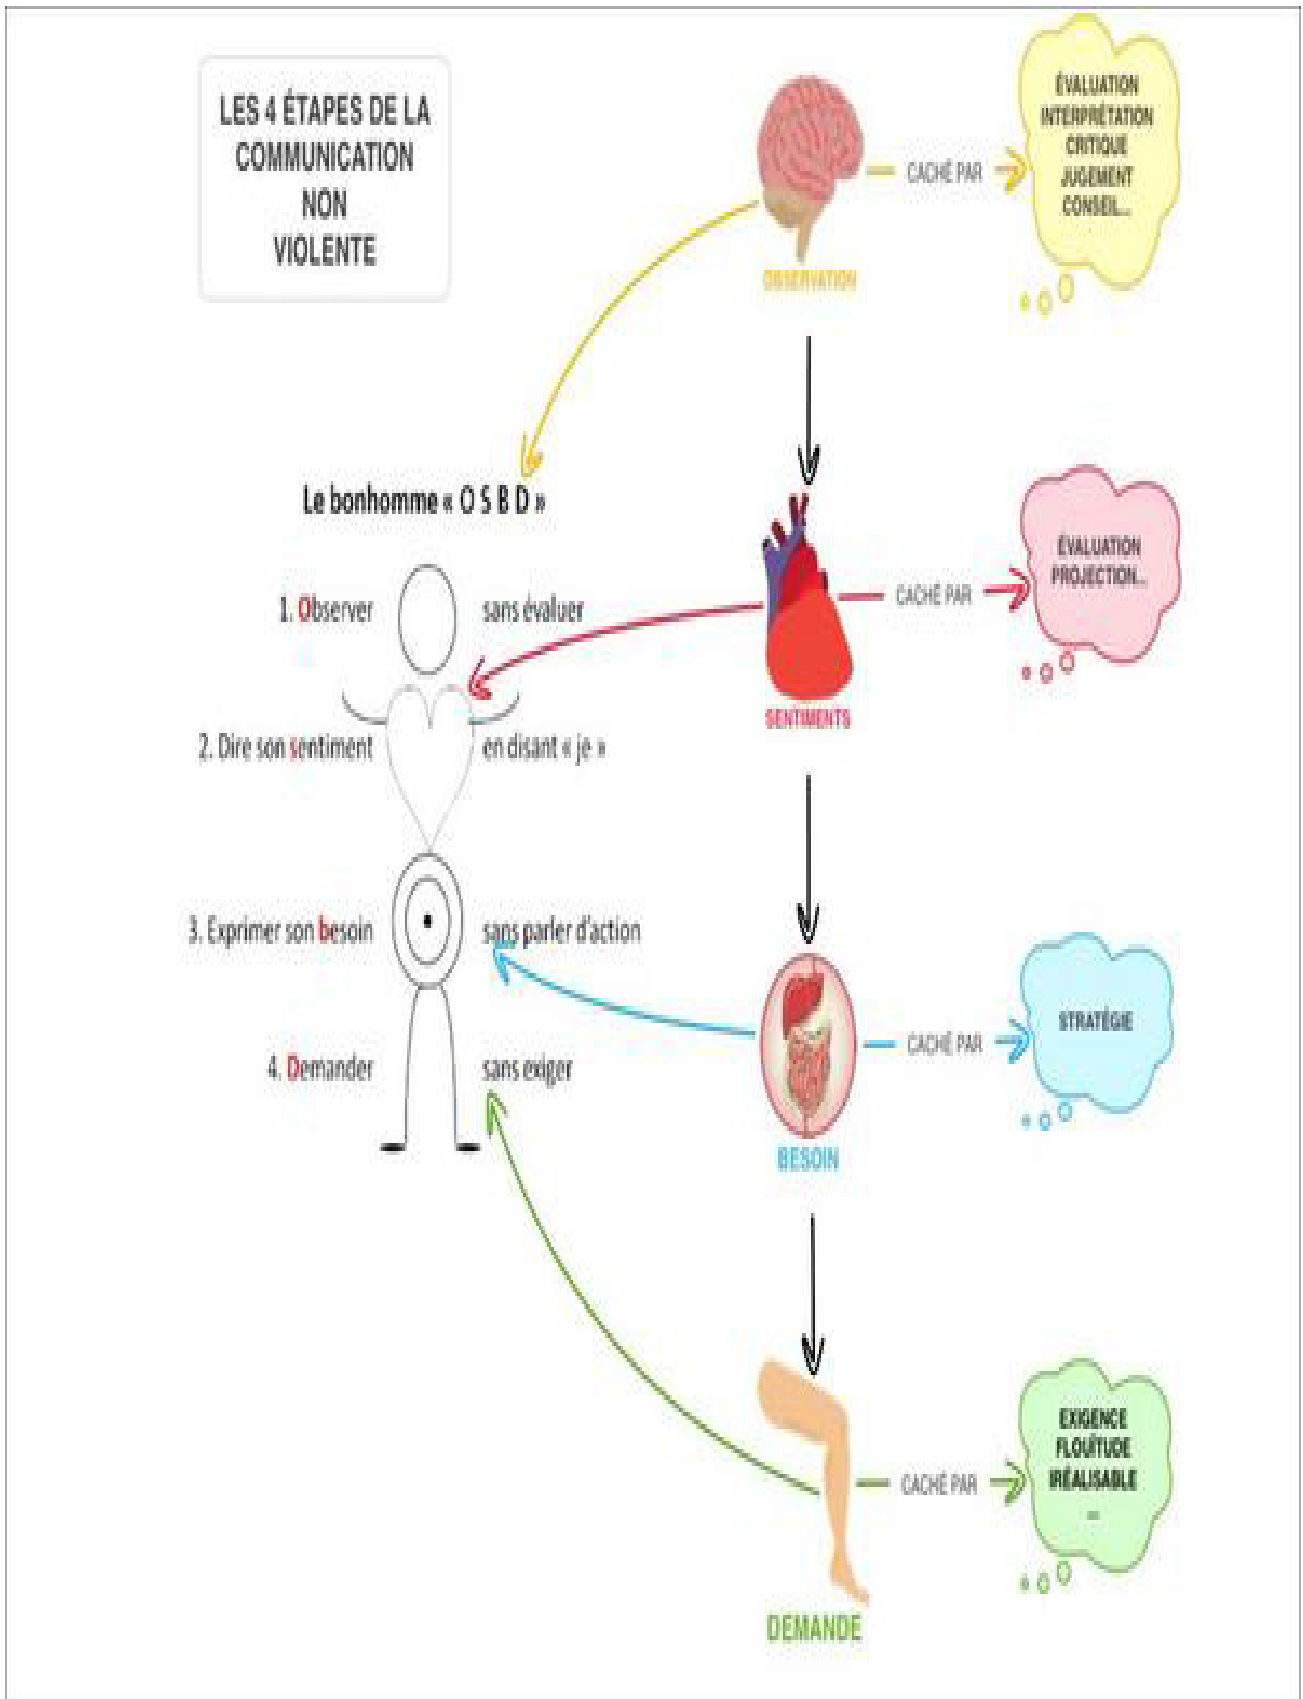 LES 4 ÉTAPES DE LA
COMMUNICATION
NON
VIOLENTE
Le bonhomme « O S B D »
1. Observer
sans évaluer
2. Dire son sentiment
en disant « je »
3. Exprimer son besoin
sans parler d'action
4. Demander
sans exiger
OBSERVATION
CACHÉ PAR
ÉVALUATION
INTERPRÉTATION
CRITIQUE
JUGEMENT
CONSEIL...
SENTIMENTS
CACHÉ PAR
ÉVALUATION
PROJECTION...
BESOIN
CACHÉ PAR
STRATÉGIE
DEMANDE
CACHÉ PAR
EXIGENCE
FLOUÏTUDE
IRÉALISABLE
...